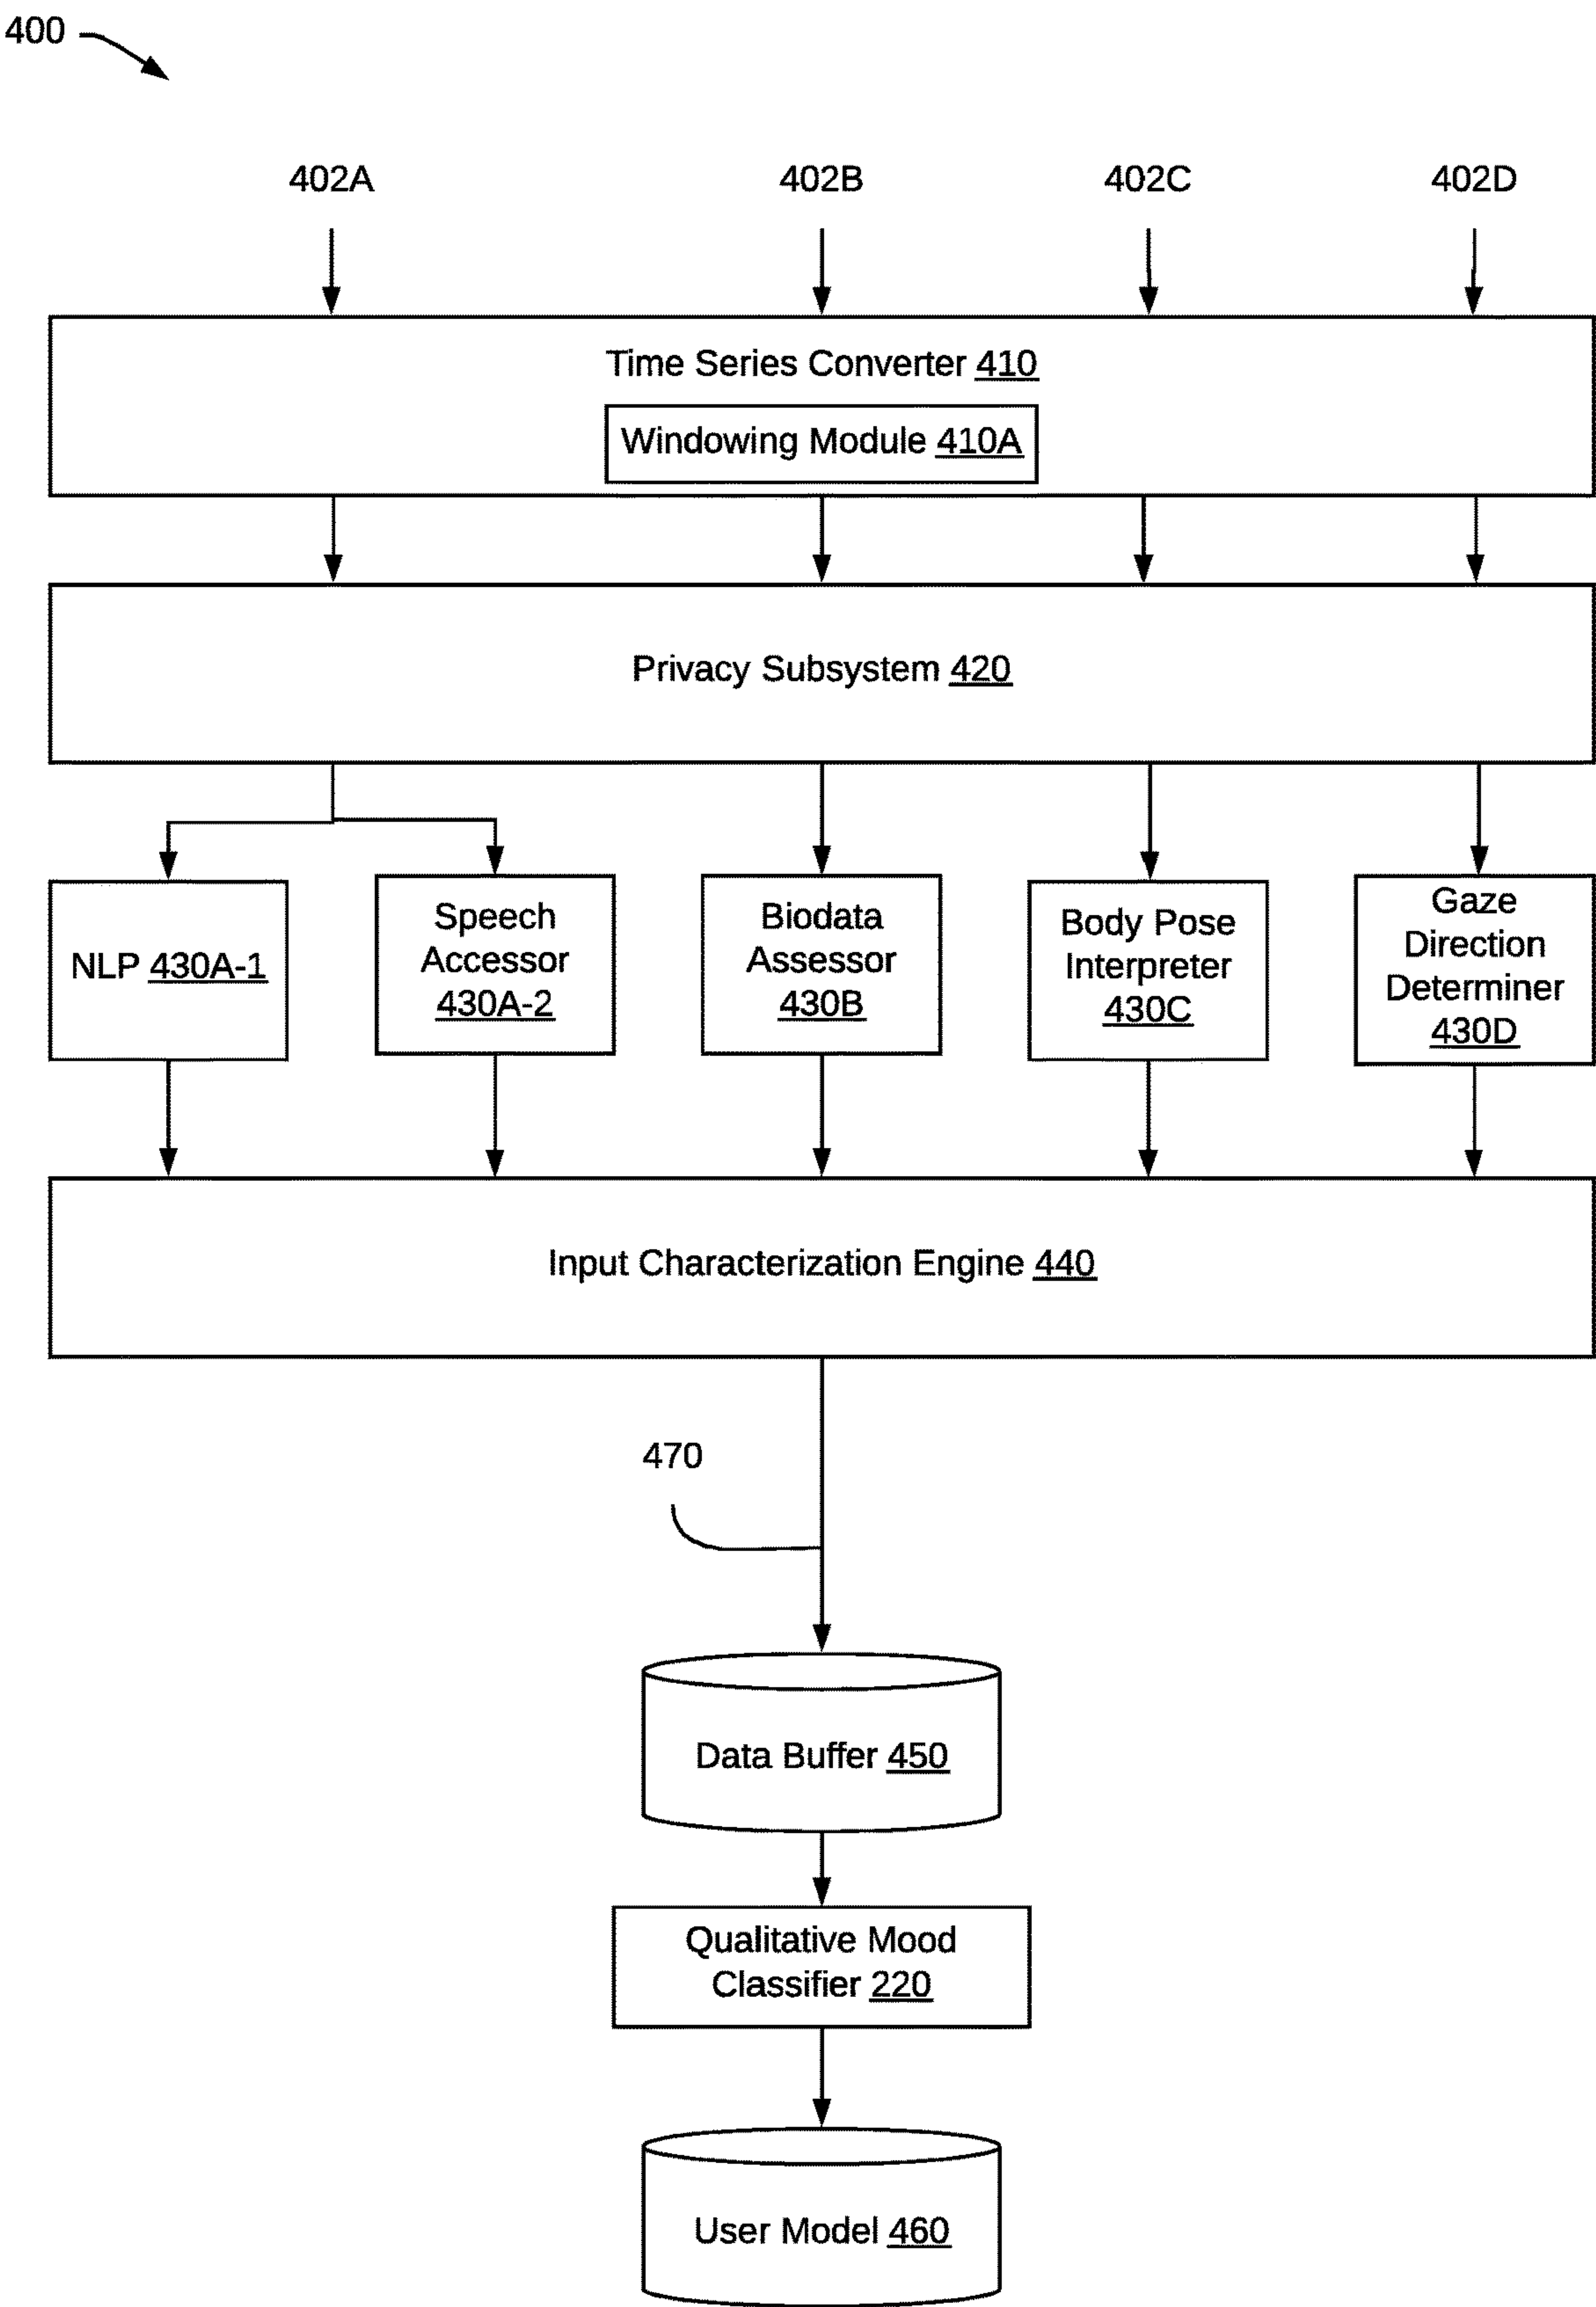 400
402A
402B
402C
402D
Time Series Converter 410
Windowing Module 410A
Privacy Subsystem 420
NLP 430A-1
Speech
Accessor
430A-2
Biodata
Assessor
430B
Body Pose
Interpreter
430C
Gaze
Direction
Determiner
430D
Input Characterization Engine 440
470
Data Buffer 450
Qualitative Mood
Classifier 220
User Model 460